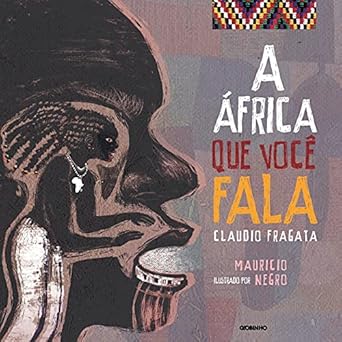 A
ÁFRICA
QUE VOCÊ
FALA
CLAUDIO FRAGATA
MAURICIO
ILUSTRADO POR NEGRO
GLOBINHO